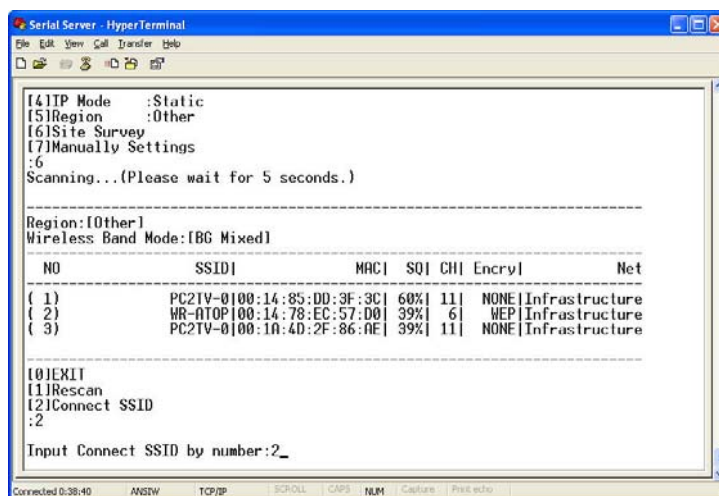 Serial Server - HyperTerminal
File Edit View Call Transfer Help
[4]IP Mode :Static
[5]Region :Other
[6]Site Survey
[7]Manually Settings
:6
Scanning...(Please wait for 5 seconds.)
Region:[Other]
Wireless Band Mode:[BG Mixed]
NO SSID| MAC| SQ| CH| Encry| Net
( 1) PC2TV-0|00:14:85:DD:3F:3C| 60%| 11| NONE|Infrastructure
( 2) WR-ATOP|00:14:78:EC:57:D0| 39%| 6| WEP|Infrastructure
( 3) PC2TV-0|00:1A:4D:2F:86:AE| 39%| 11| NONE|Infrastructure
[0]EXIT
[1]Rescan
[2]Connect SSID
:2
Input Connect SSID by number:2_
Connected 0:38:40 ANSIW TCP/IP SCROLL CAPS NUM Capture Print echo